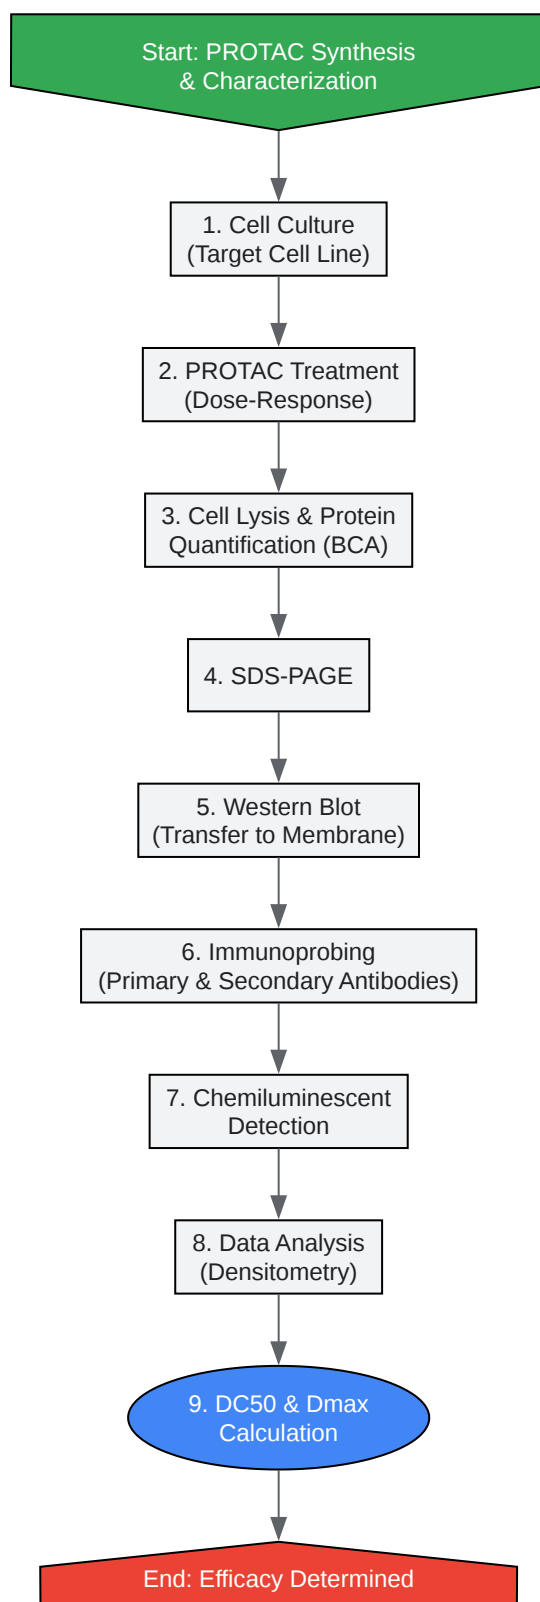 Start: PROTAC Synthesis
& Characterization
1. Cell Culture
(Target Cell Line)
2. PROTAC Treatment
(Dose-Response)
3. Cell Lysis & Protein
Quantification (BCA)
4. SDS-PAGE
5. Western Blot
(Transfer to Membrane)
6. Immunoprobing
(Primary & Secondary Antibodies)
7. Chemiluminescent
Detection
8. Data Analysis
(Densitometry)
9. DC50 & Dmax
Calculation
End: Efficacy Determined